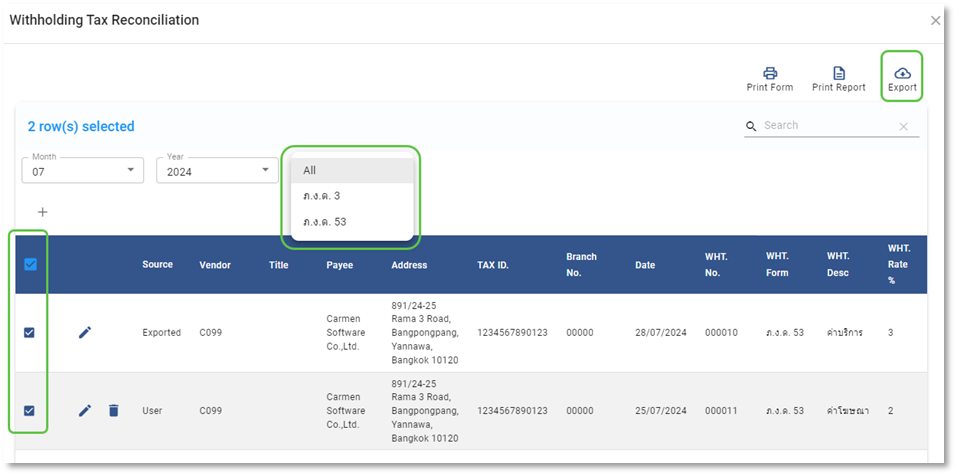 Withholding Tax Reconciliation
Print Form
Print Report
Export
2 row(s) selected
Search
Month
07
Year
2024
All
ภ.ง.ด. 3
ภ.ง.ด. 53
Source
Vendor
Title
Payee
Address
TAX ID.
Branch
No.
Date
WHT.
No.
WHT.
Form
WHT.
Desc
WHT.
Rate
%
Exported
C099
Carmen
Software
Co.,Ltd.
891/24-25
Rama 3 Road,
Bangpongpang,
Yannawa,
Bangkok 10120
1234567890123
00000
28/07/2024
000010
ภ.ง.ด. 53
ค่าบริการ
3
User
C099
Carmen
Software
Co.,Ltd.
891/24-25
Rama 3 Road,
Bangpongpang,
Yannawa,
Bangkok 10120
1234567890123
00000
25/07/2024
000011
ภ.ง.ด. 53
ค่าโฆษณา
2